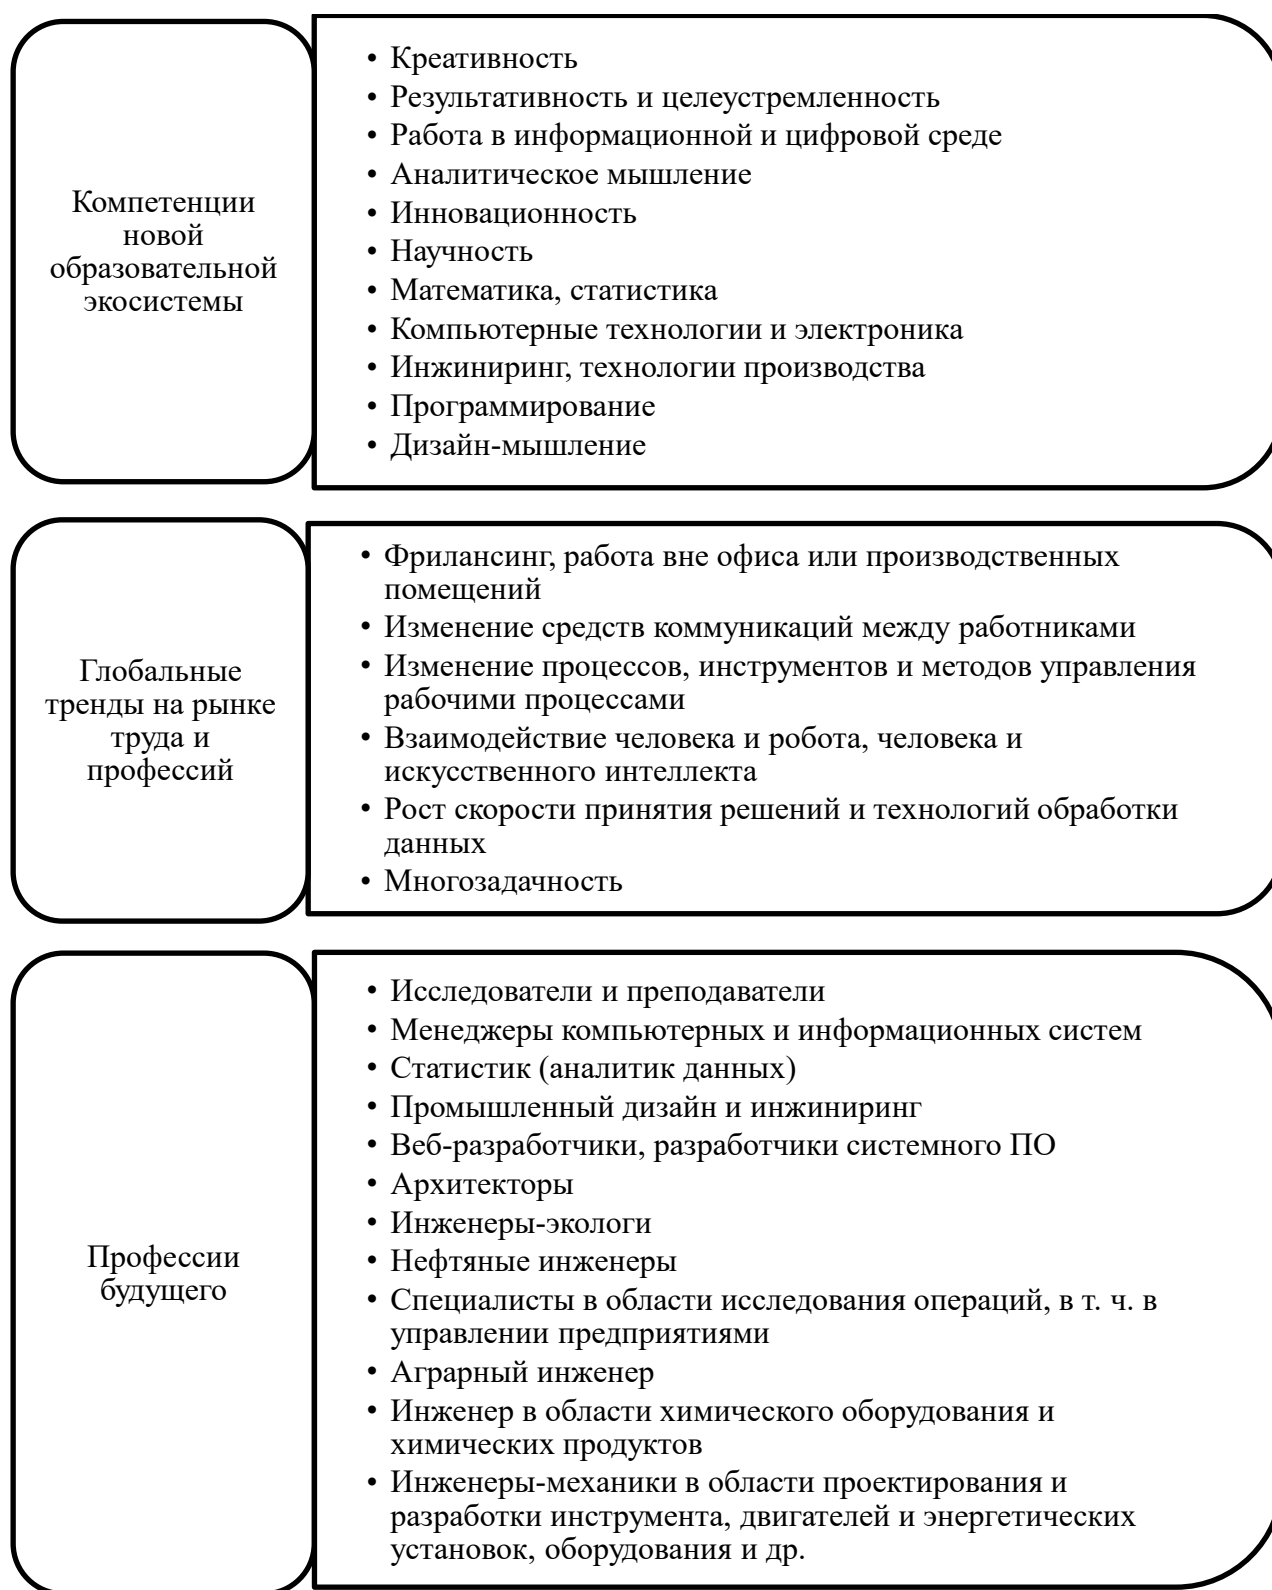 Компетенции
новой
образовательной
экосистемы
• Креативность
• Результативность и целеустремленность
• Работа в информационной и цифровой среде
• Аналитическое мышление
• Инновационность
• Научность
• Математика, статистика
• Компьютерные технологии и электроника
• Инжиниринг, технологии производства
• Программирование
• Дизайн-мышление
Глобальные
тренды на рынке
труда и
профессий
• Фрилансинг, работа вне офиса или производственных
помещений
• Изменение средств коммуникаций между работниками
• Изменение процессов, инструментов и методов управления
рабочими процессами
• Взаимодействие человека и робота, человека и
искусственного интеллекта
• Рост скорости принятия решений и технологий обработки
данных
• Многозадачность
Профессии
будущего
• Исследователи и преподаватели
• Менеджеры компьютерных и информационных систем
• Статистик (аналитик данных)
• Промышленный дизайн и инжиниринг
• Веб-разработчики, разработчики системного ПО
• Архитекторы
• Инженеры-экологи
• Нефтяные инженеры
• Специалисты в области исследования операций, в т. ч. в
управлении предприятиями
• Аграрный инженер
• Инженер в области химического оборудования и
химических продуктов
• Инженеры-механики в области проектирования и
разработки инструмента, двигателей и энергетических
установок, оборудования и др.